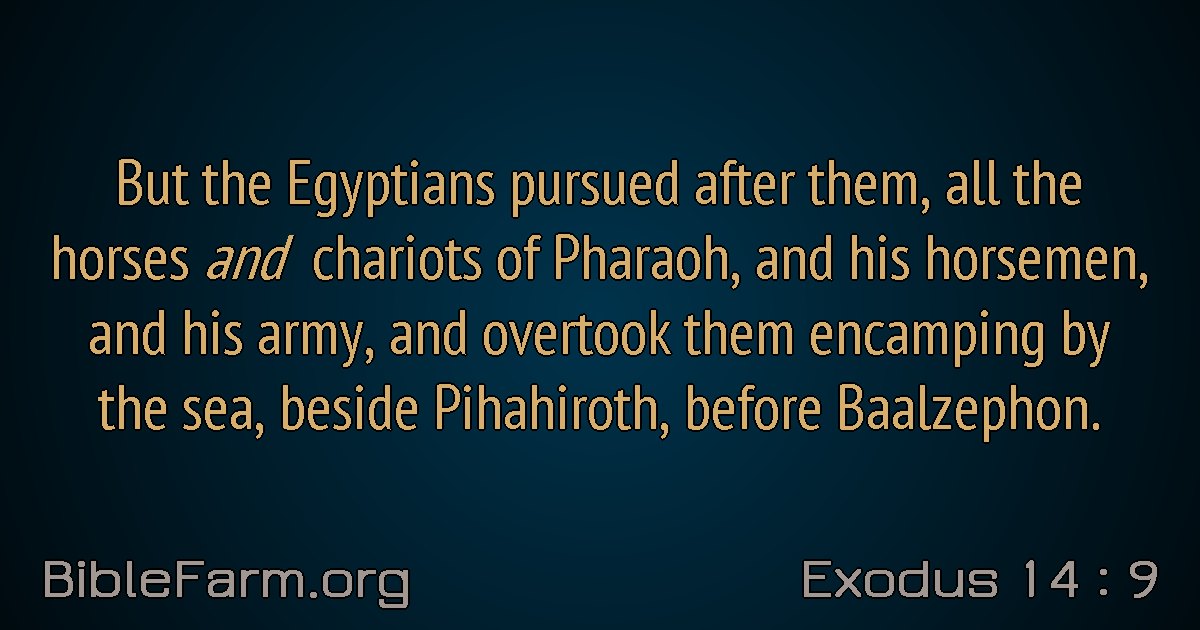 But the Egyptians pursued after them, all the
horses and chariots of Pharaoh, and his horsemen,
and his army, and overtook them encamping by
the sea, beside Pihahiroth, before Baalzephon.
BibleFarm.org
Exodus 14 : 9